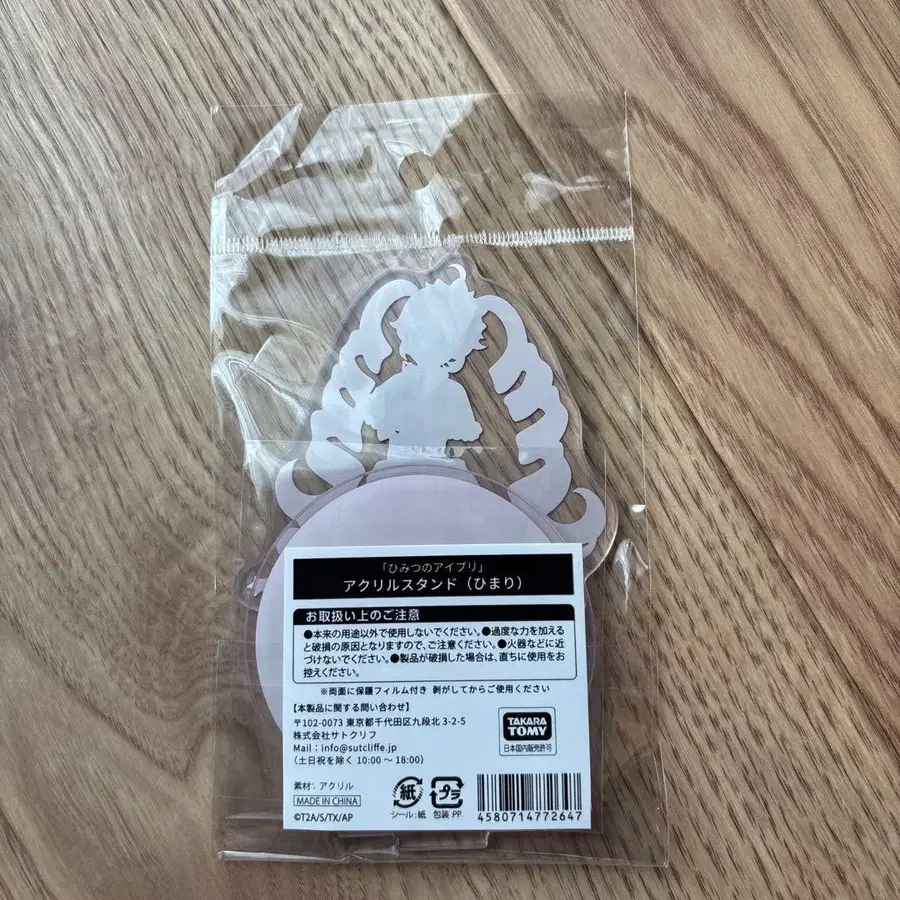 「ひみつのアイプリ」
アクリルスタンド（ひまり）
お取扱い上のご注意
●本来の用途以外で使用しないでください。●過度な力を加える
と破損の原因となりますので、ご注意ください。●火器などに近
づけないでください。●製品が破損した場合は、直ちに使用をお
控えください。
※両面に保護フィルム付き 剥がしてからご使用ください
【本製品に関する問い合わせ】
〒102-0073 東京都千代田区九段北 3-2-5
株式会社サトクリフ
Mail：info@sutcliffe.jp
（土日祝を除く 10:00 ～ 18:00）
TAKARA
TOMY
日本国内販売許可
素材：アクリル
MADE IN CHINA
©T2A/S/TX/AP
紙
シール：紙
プラ
包装：PP
4580714772647